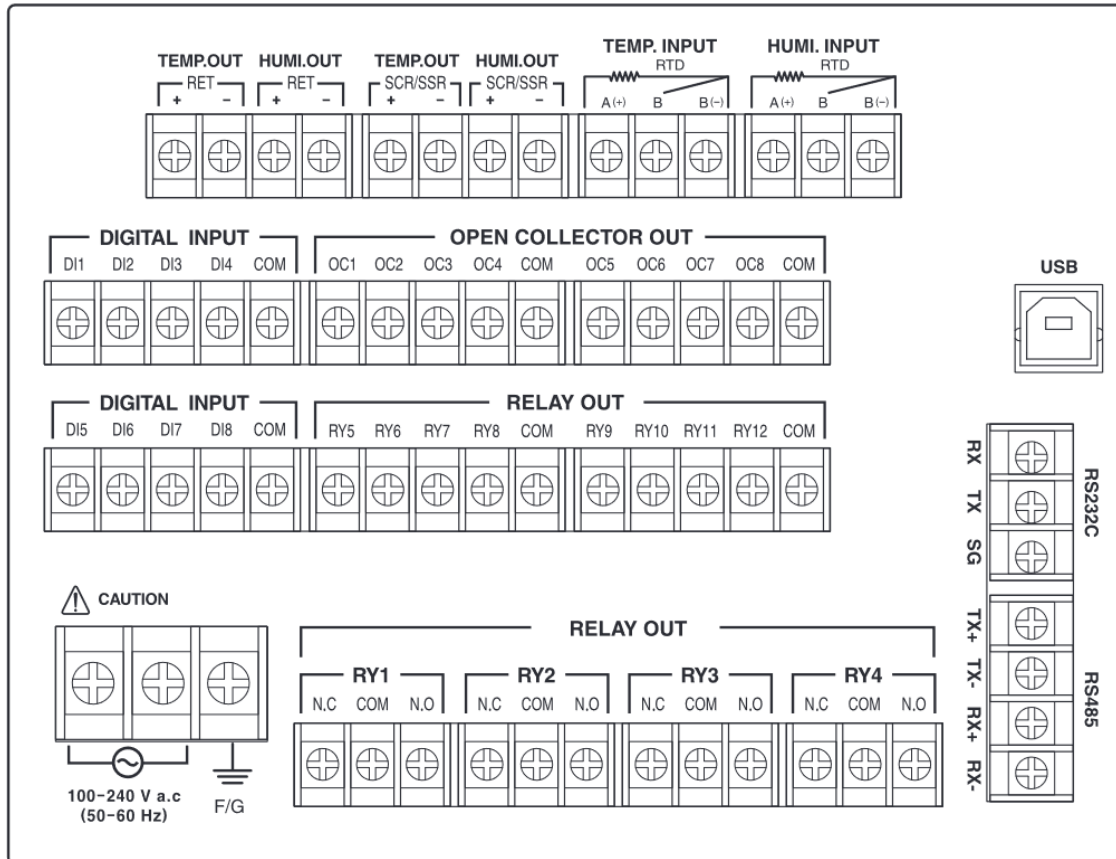 TEMP.OUT HUMI.OUT TEMP.OUT HUMI.OUT TEMP. INPUT HUMI. INPUT
RET RET SCR/SSR SCR/SSR RTD RTD
+ − + − + − + − A(+) B B(−) A(+) B B(−)
DIGITAL INPUT OPEN COLLECTOR OUT
DI1 DI2 DI3 DI4 COM OC1 OC2 OC3 OC4 COM OC5 OC6 OC7 OC8 COM
USB
DIGITAL INPUT RELAY OUT
DI5 DI6 DI7 DI8 COM RY5 RY6 RY7 RY8 COM RY9 RY10 RY11 RY12 COM
RX
TX
SG
RS232C
TX+
TX-
RX+
RX-
RS485
CAUTION
100-240 V a.c
(50-60 Hz)
F/G
RELAY OUT
RY1 RY2 RY3 RY4
N.C COM N.O N.C COM N.O N.C COM N.O N.C COM N.O